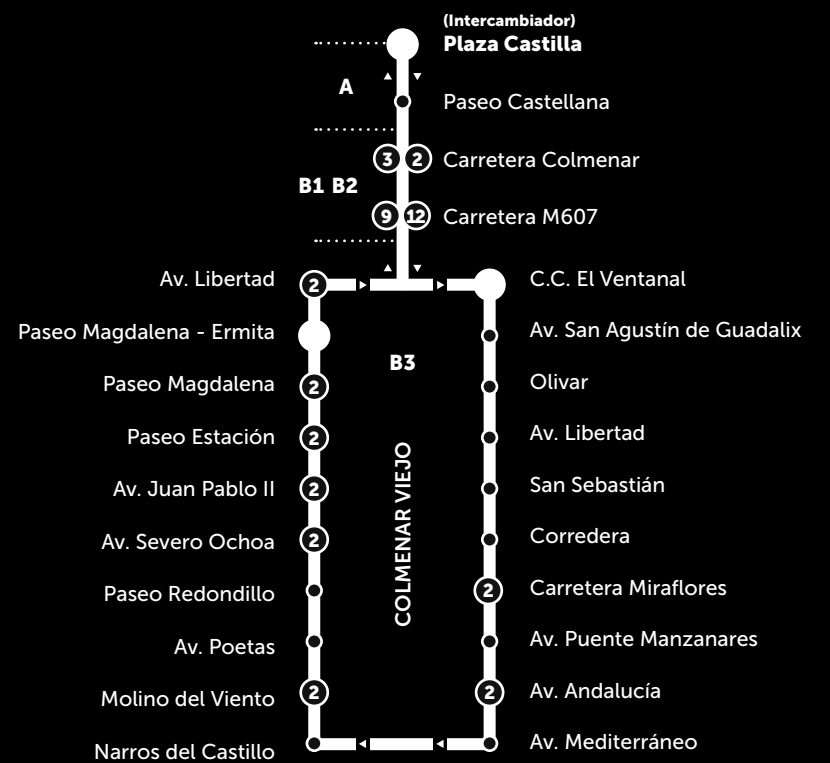 (Intercambiador)
Plaza Castilla
A
Paseo Castellana
3 2 Carretera Colmenar
B1 B2
9 12 Carretera M607
Av. Libertad 2
C.C. El Ventanal
Paseo Magdalena - Ermita
Av. San Agustín de Guadalix
B3
Paseo Magdalena 2
Olivar
Paseo Estación 2
Av. Libertad
Av. Juan Pablo II 2
San Sebastián
Av. Severo Ochoa 2
Corredera
COLMENAR VIEJO
Paseo Redondillo
2 Carretera Miraflores
Av. Poetas
Av. Puente Manzanares
Molino del Viento 2
2 Av. Andalucía
Narros del Castillo
Av. Mediterráneo